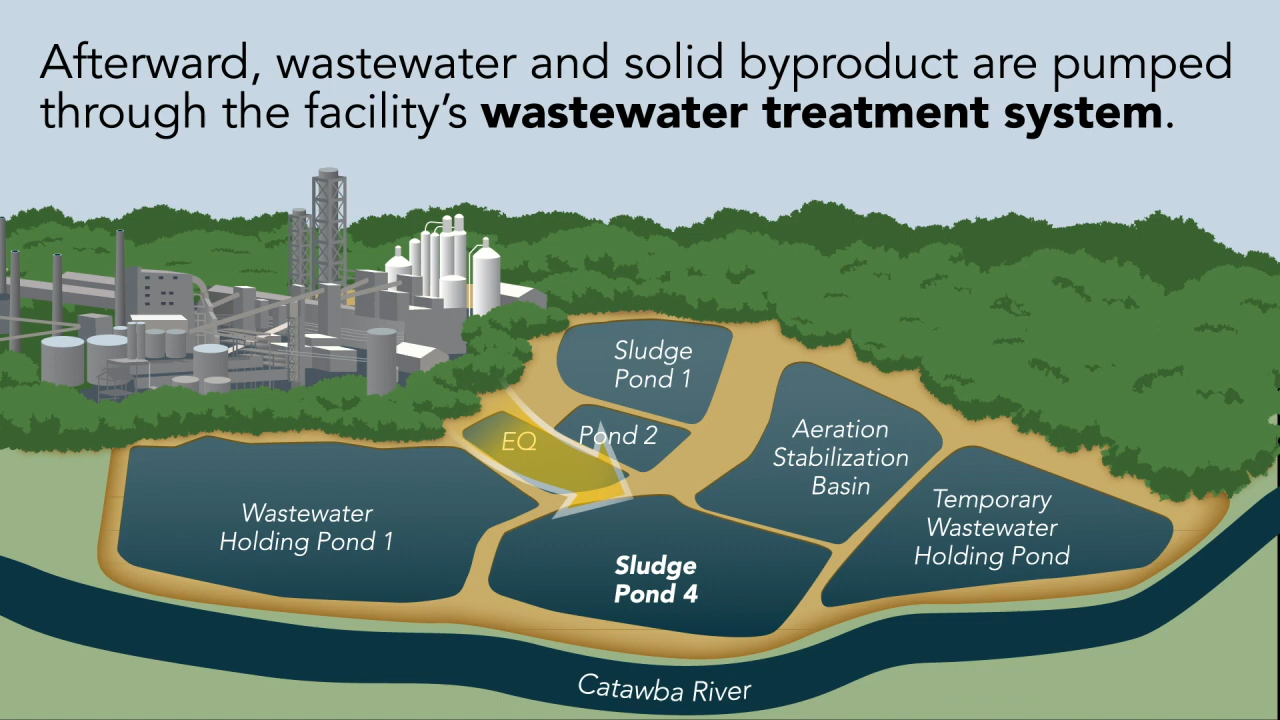 Afterward, wastewater and solid byproduct are pumped
through the facility's wastewater treatment system.
Sludge
Pond 1
EQ
Pond 2
Aeration
Stabilization
Basin
Wastewater
Holding Pond 1
Temporary
Wastewater
Holding Pond
Sludge
Pond 4
Catawba River